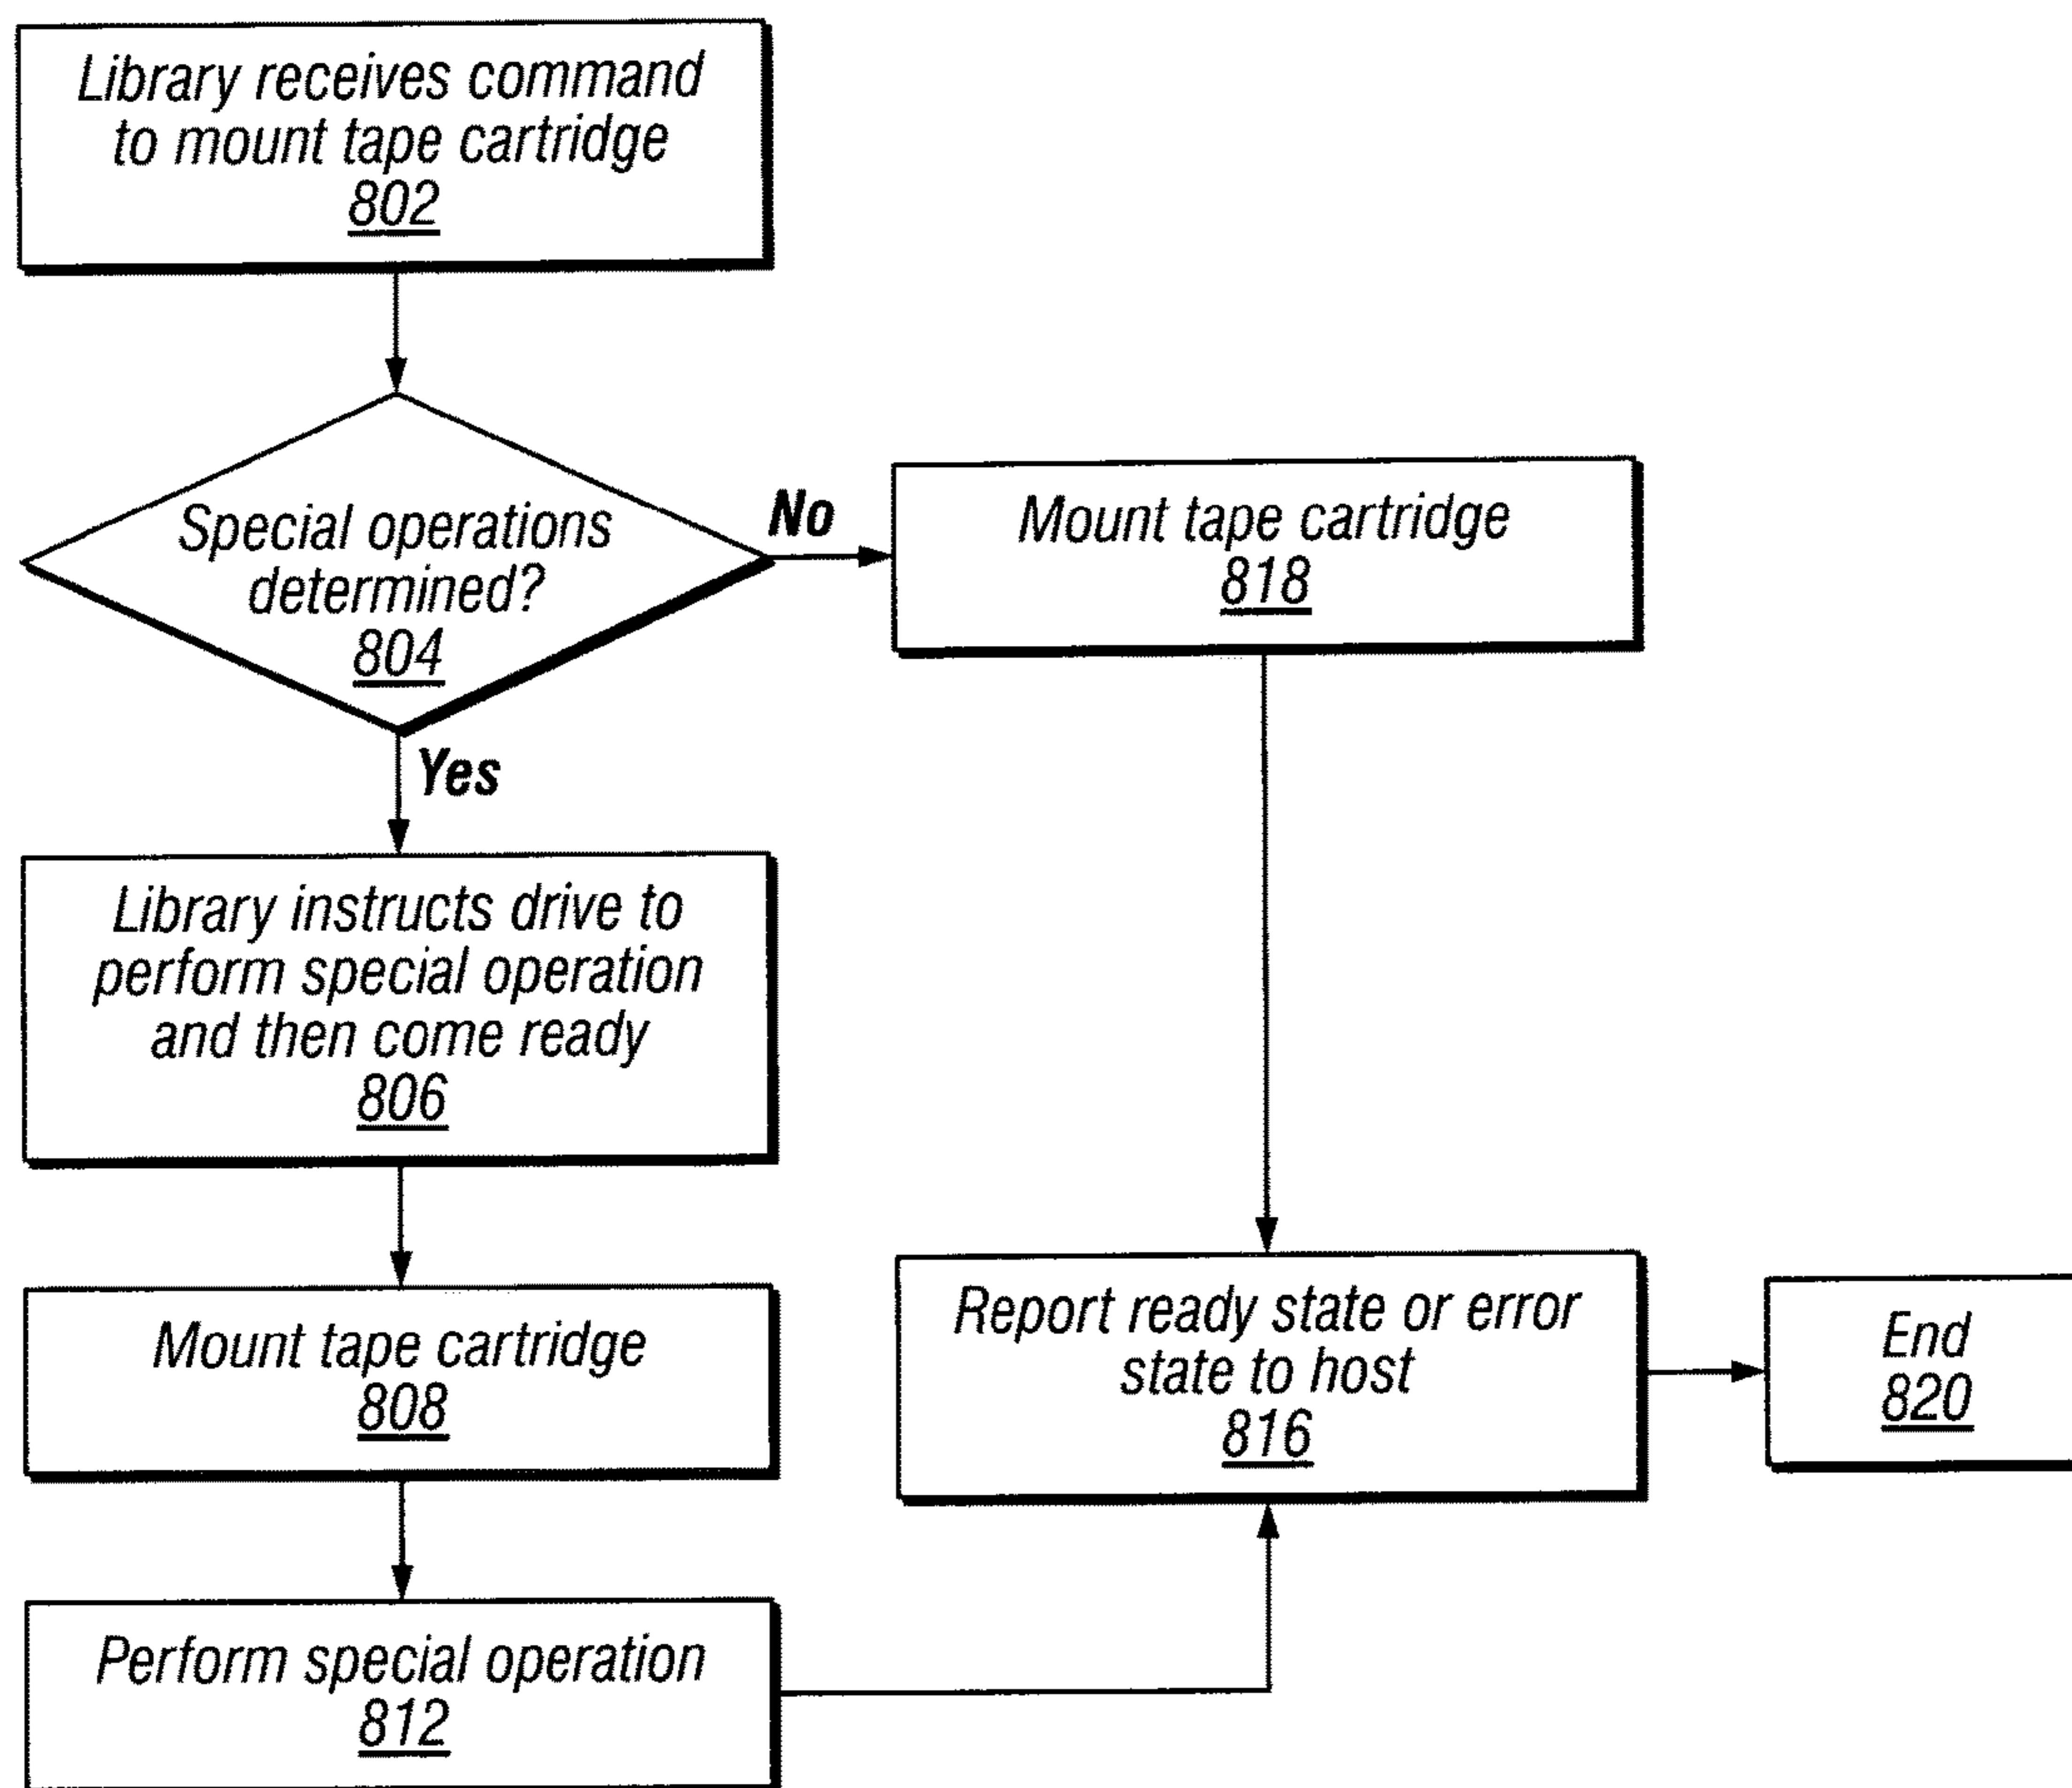 Library receives command
to mount tape cartridge
802
Special operations
determined?
804
No
Mount tape cartridge
818
Yes
Library instructs drive to
perform special operation
and then come ready
806
Mount tape cartridge
808
Report ready state or error
state to host
816
End
820
Perform special operation
812